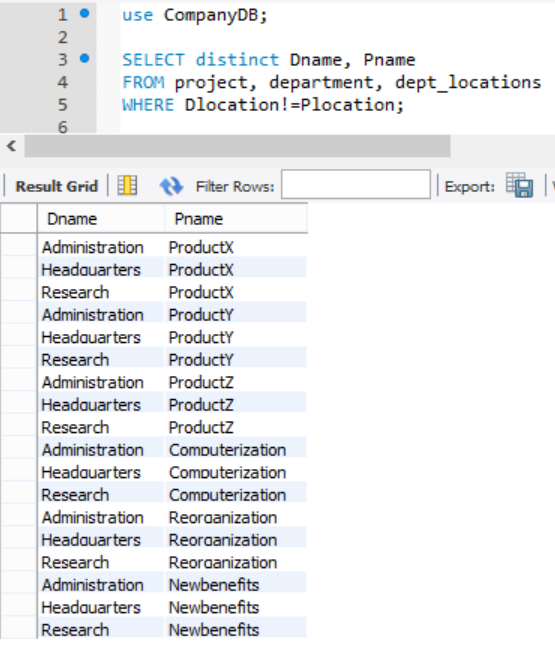 1 use CompanyDB;
2
3 SELECT distinct Dname, Pname
4 FROM project, department, dept_locations
5 WHERE Dlocation!=Plocation;
6
Result Grid Filter Rows: Export:
Dname Pname
Administration ProductX
Headquarters ProductX
Research ProductX
Administration ProductY
Headquarters ProductY
Research ProductY
Administration ProductZ
Headquarters ProductZ
Research ProductZ
Administration Computerization
Headquarters Computerization
Research Computerization
Administration Reorganization
Headquarters Reorganization
Research Reorganization
Administration Newbenefits
Headquarters Newbenefits
Research Newbenefits